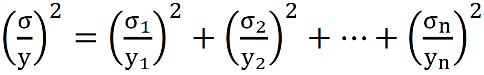 (σ/y)² = (σ₁/y₁)² + (σ₂/y₂)² + ⋯ + (σₙ/yₙ)²